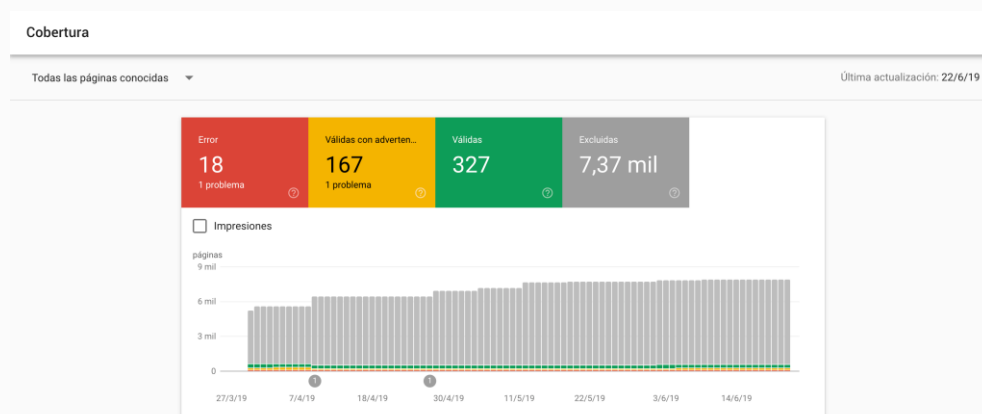 Cobertura
Todas las páginas conocidas
Última actualización: 22/6/19
Error
18
1 problema
Válidas con adverten...
167
1 problema
Válidas
327
Excluidas
7,37 mil
Impresiones
páginas
9 mil
6 mil
3 mil
0
1
1
27/3/19 7/4/19 18/4/19 30/4/19 11/5/19 22/5/19 3/6/19 14/6/19